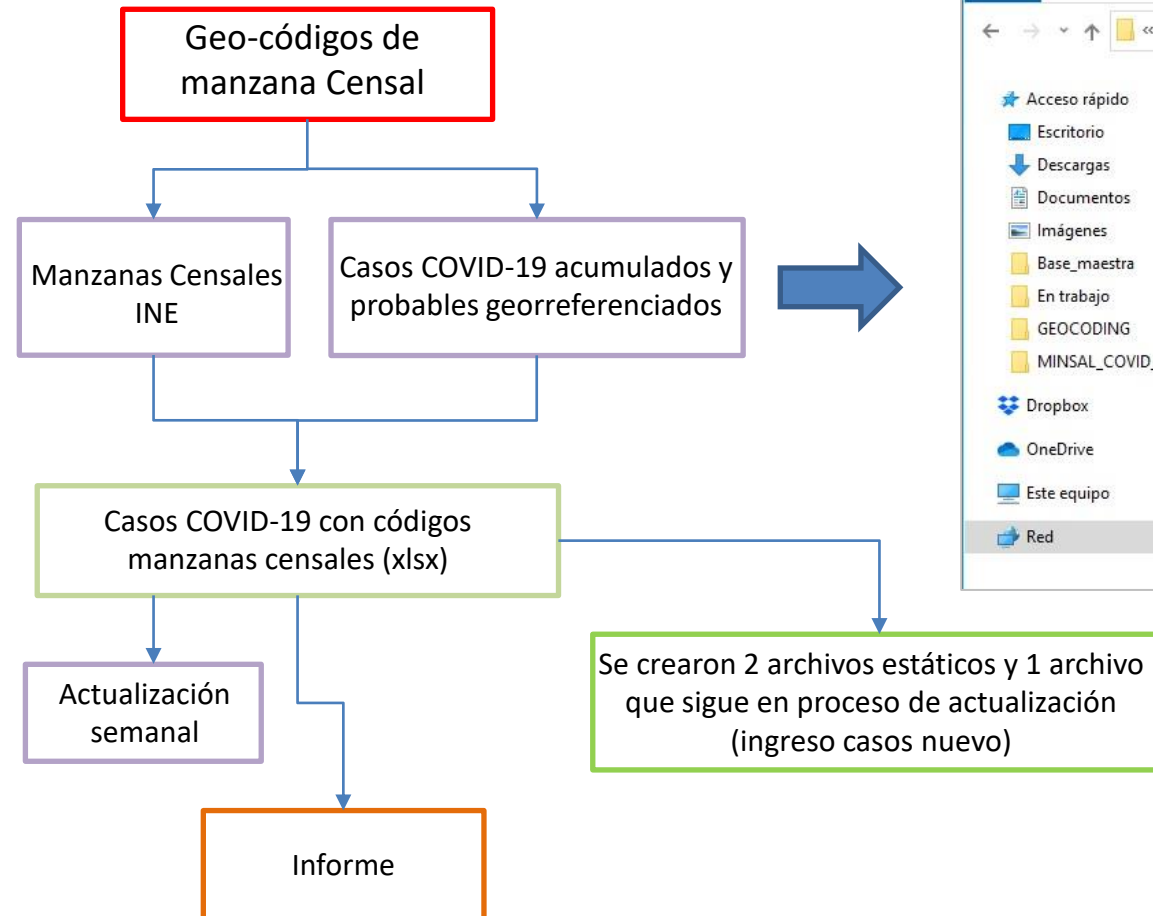 Geo-códigos de
manzana Censal
Manzanas Censales
INE
Casos COVID-19 acumulados y
probables georreferenciados
Casos COVID-19 con códigos
manzanas censales (xlsx)
Actualización
semanal
Se crearon 2 archivos estáticos y 1 archivo
que sigue en proceso de actualización
(ingreso casos nuevo)
Informe
Acceso rápido
Escritorio
Descargas
Documentos
Imágenes
Base_maestra
En trabajo
GEOCODING
MINSAL_COVID_
Dropbox
OneDrive
Este equipo
Red